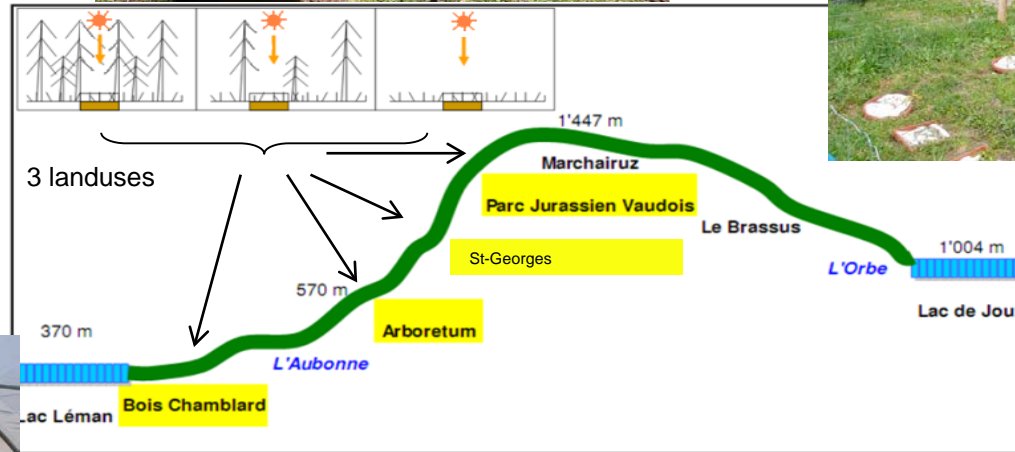 3 landuses
1'447 m
Marchairuz
Parc Jurassien Vaudois
Le Brassus
St-Georges
1'004 m
L'Orbe
570 m
Lac de Jou
Arboretum
370 m
L'Aubonne
Bois Chamblard
Lac Léman